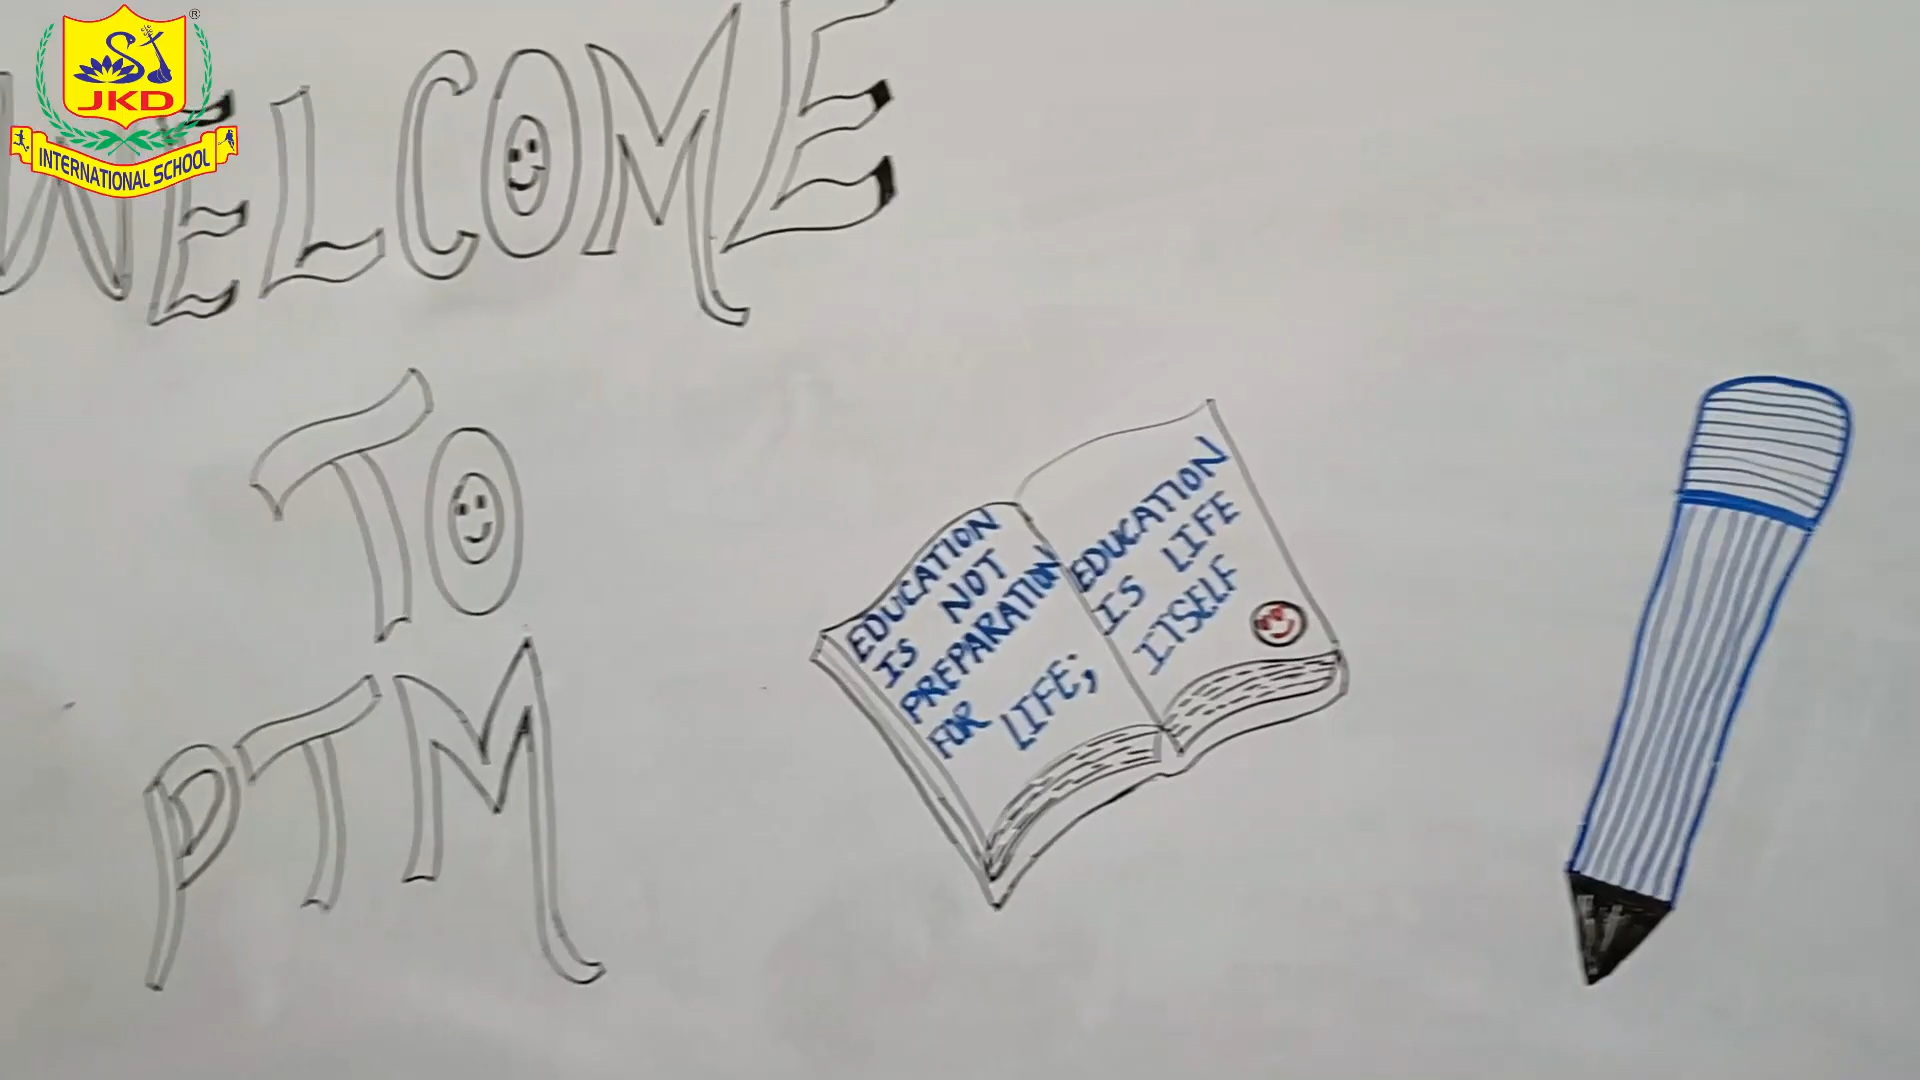 JKD
®
INTERNATIONAL SCHOOL
WELCOME
TO
PTM
EDUCATION
IS NOT
PREPARATION
FOR LIFE;
EDUCATION
IS LIFE
ITSELF